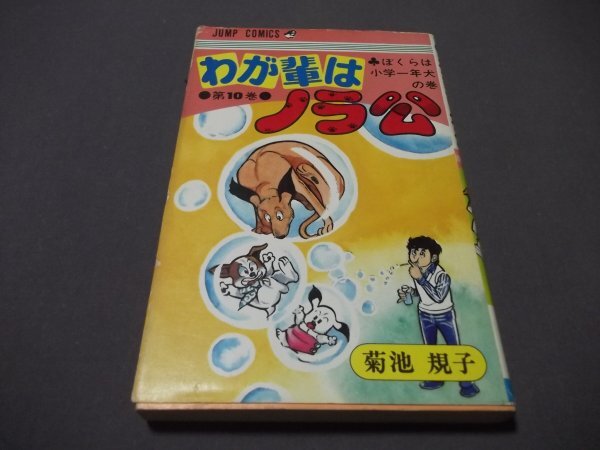 JUMP COMICS
わが輩は
ノラ公
●第10巻●
♣ぼくらは
小学一年犬
の巻
菊池 規子